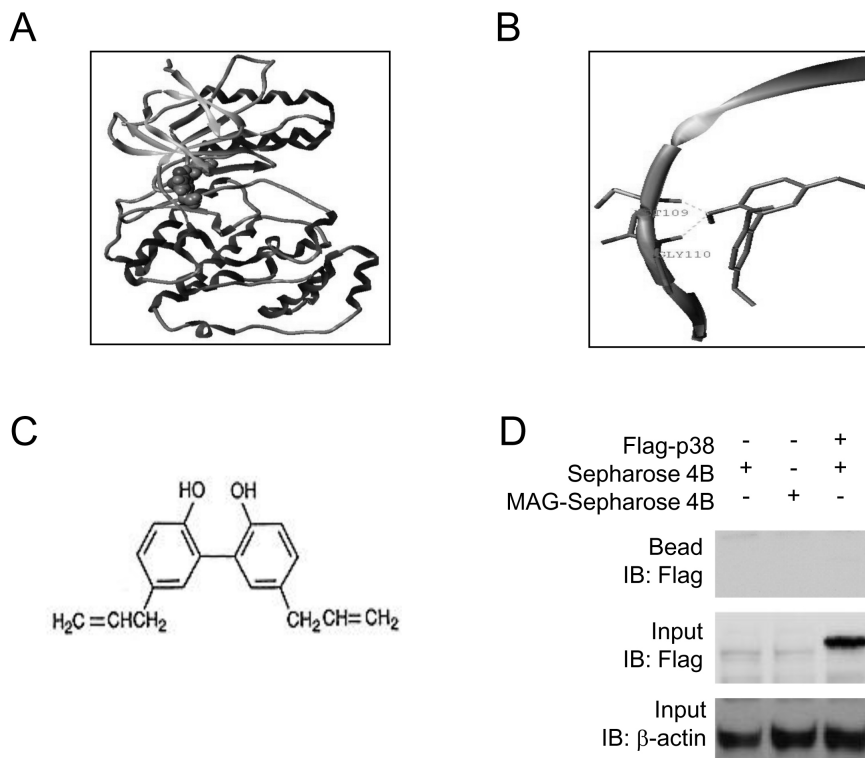 A
B
T109
GLY110
C
HO OH
H₂C=CHCH₂ CH₂CH=CH₂
D
Flag-p38 - - +
Sepharose 4B + - +
MAG-Sepharose 4B - + -
Bead
IB: Flag
Input
IB: Flag
Input
IB: β-actin